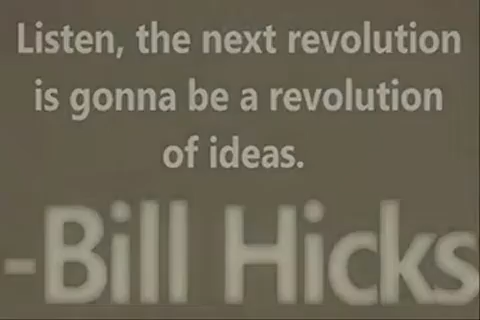 Listen, the next revolution
is gonna be a revolution
of ideas.
-Bill Hicks